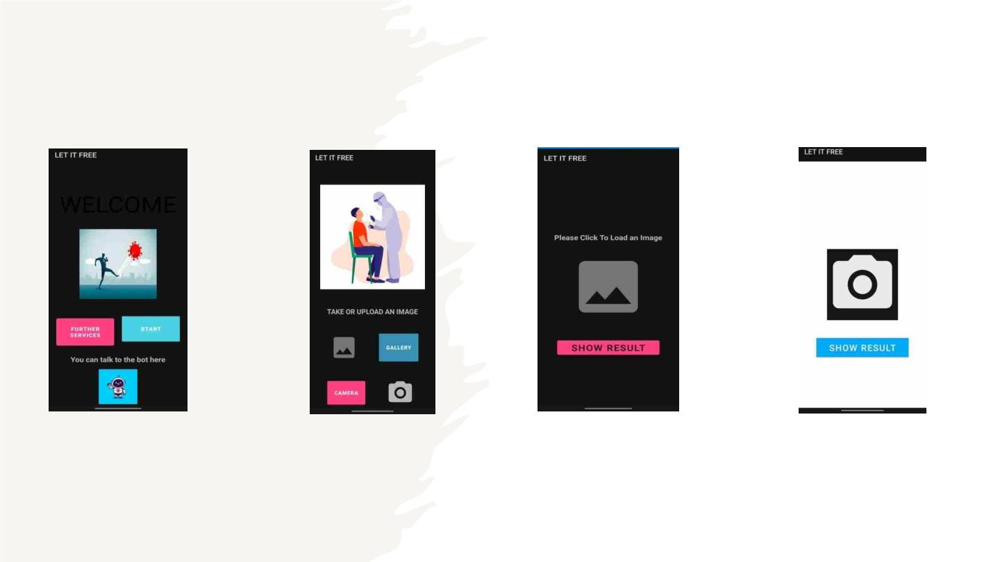 LET IT FREE
WELCOME
FURTHER
SERVICES
START
You can talk to the bot here
LET IT FREE
TAKE OR UPLOAD AN IMAGE
GALLERY
CAMERA
LET IT FREE
Please Click To Load an Image
SHOW RESULT
LET IT FREE
SHOW RESULT